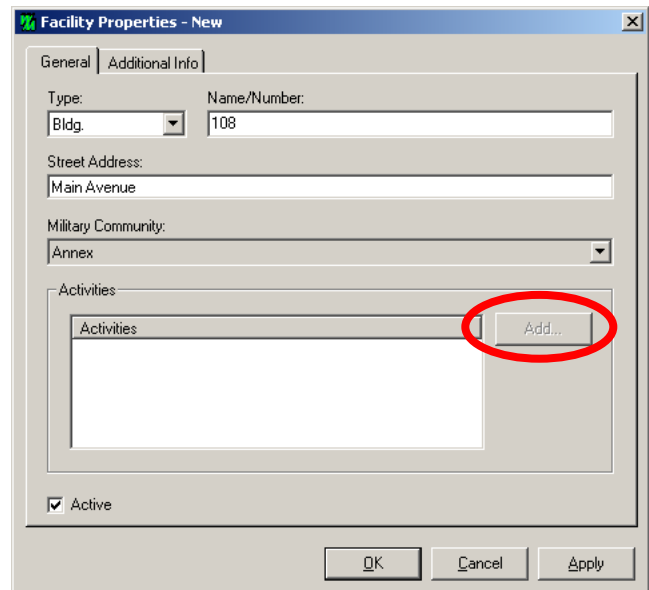 Facility Properties - New
General Additional Info
Type: Name/Number:
Bldg. 108
Street Address:
Main Avenue
Military Community:
Annex
Activities
Activities Add...
Active
OK Cancel Apply